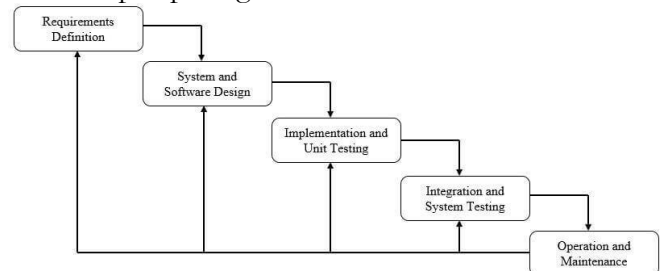 Requirements
Definition
System and
Software Design
Implementation and
Unit Testing
Integration and
System Testing
Operation and
Maintenance